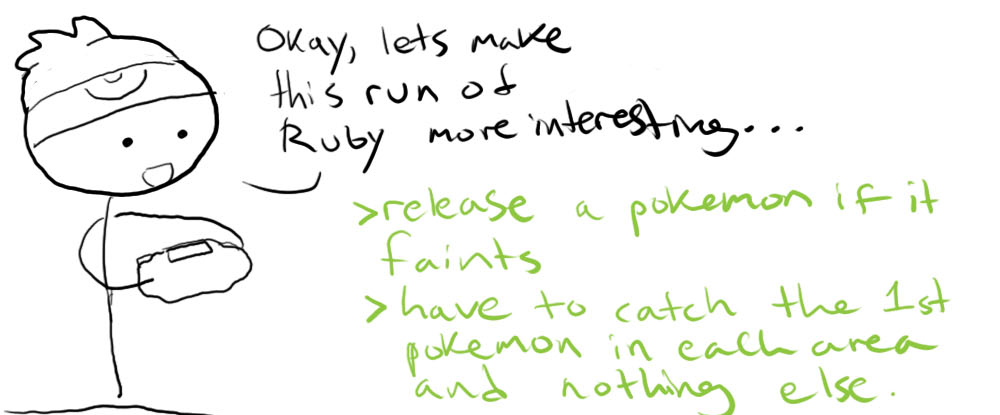 Okay, lets make
this run of
Ruby more interesting...
>release a pokemon if it
faints
>have to catch the 1st
pokemon in each area
and nothing else.